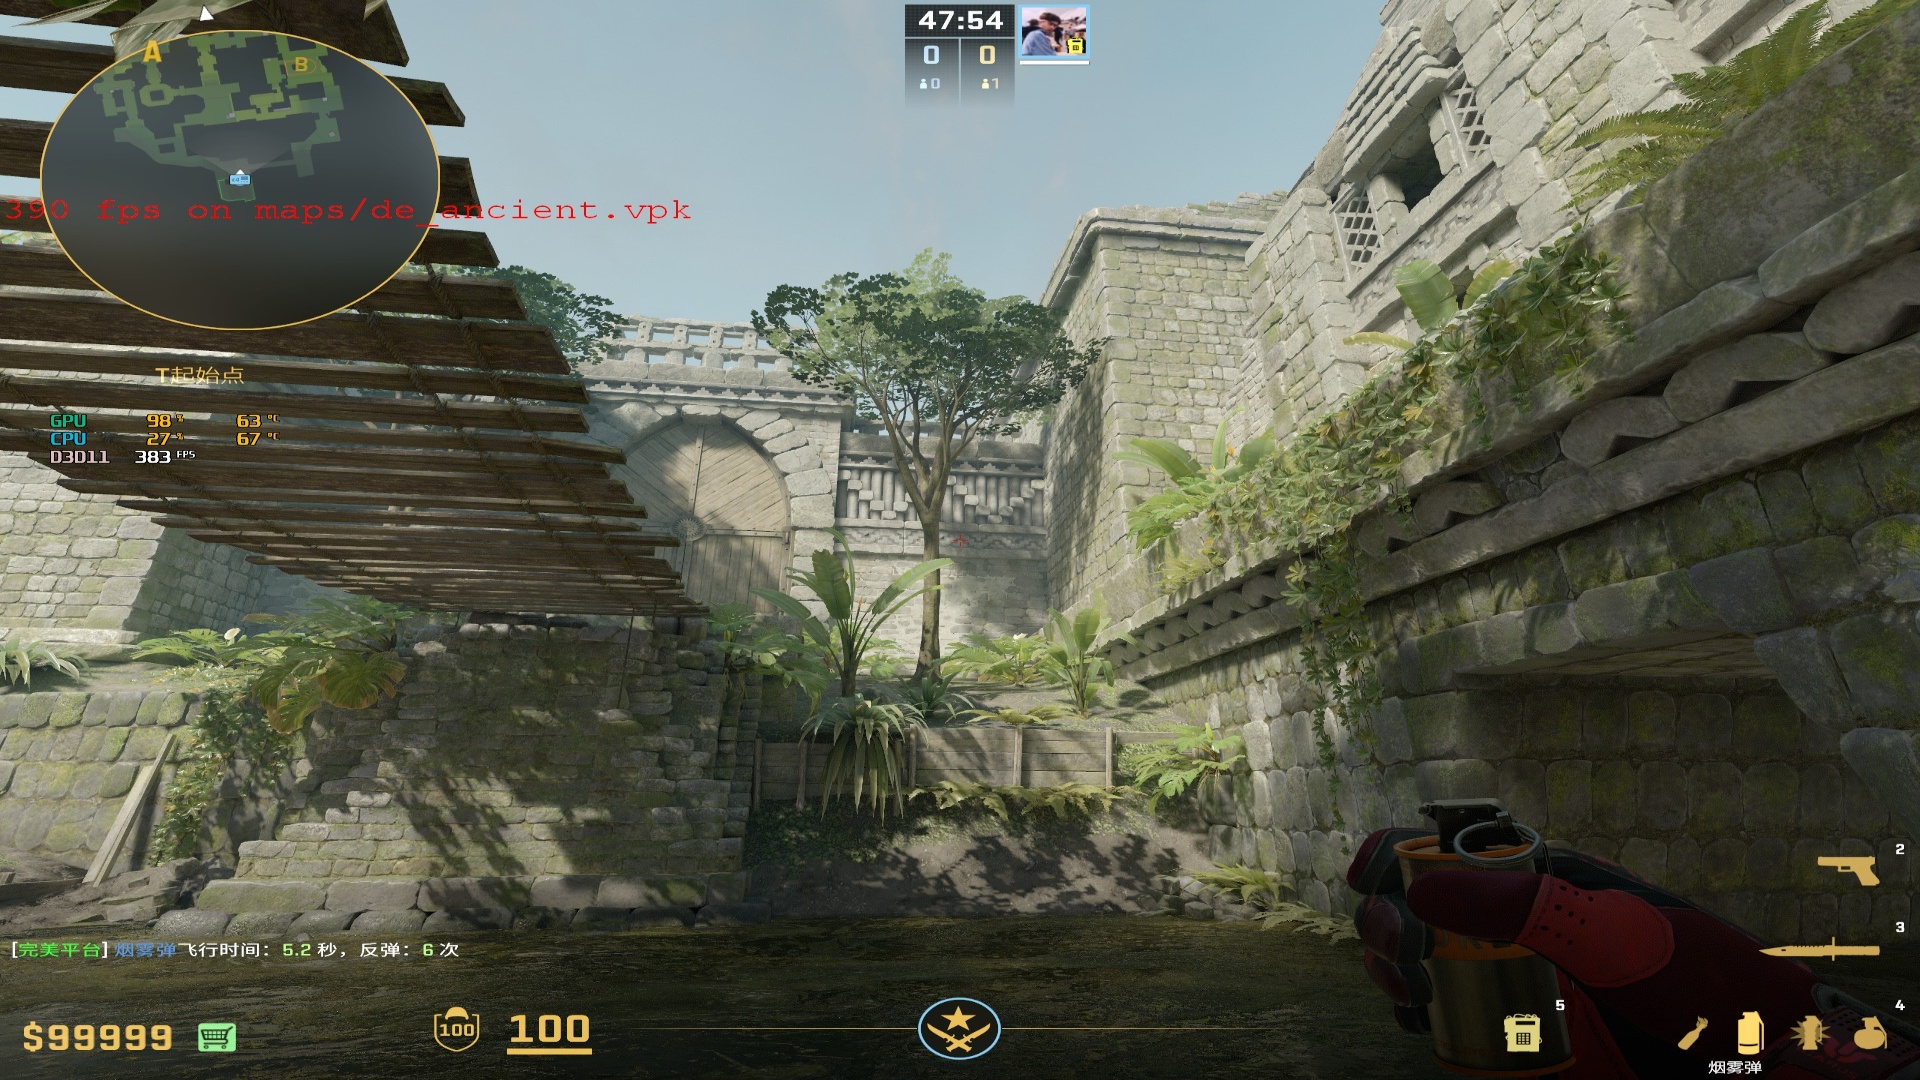 47:54
A
B
0 0
0 1
390 fps on maps/de_ancient.vpk
T起始点
GPU 98 % 63 °C
CPU 27 % 67 °C
D3D11 383 FPS
2
3
[完美平台] 烟雾弹飞行时间: 5.2 秒, 反弹: 6 次
5
4
$99999
100
100
烟雾弹